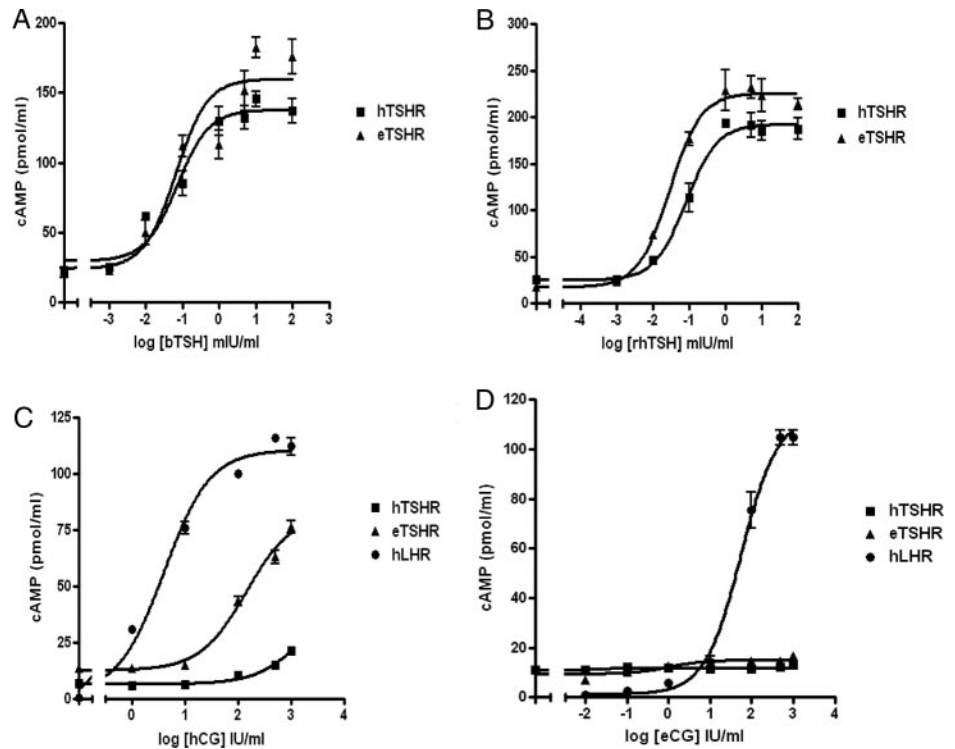 A
200
150
100
50
0
cAMP (pmol/ml)
-3 -2 -1 0 1 2 3
log [bTSH] mIU/ml
hTSHR
eTSHR
B
300
250
200
150
100
50
0
cAMP (pmol/ml)
-4 -3 -2 -1 0 1 2
log [rhTSH] mIU/ml
hTSHR
eTSHR
C
125
100
75
50
25
0
cAMP (pmol/ml)
0 1 2 3 4
log [hCG] IU/ml
hTSHR
eTSHR
hLHR
D
120
100
80
60
40
20
0
cAMP (pmol/ml)
-2 -1 0 1 2 3 4
log [eCG] IU/ml
hTSHR
eTSHR
hLHR